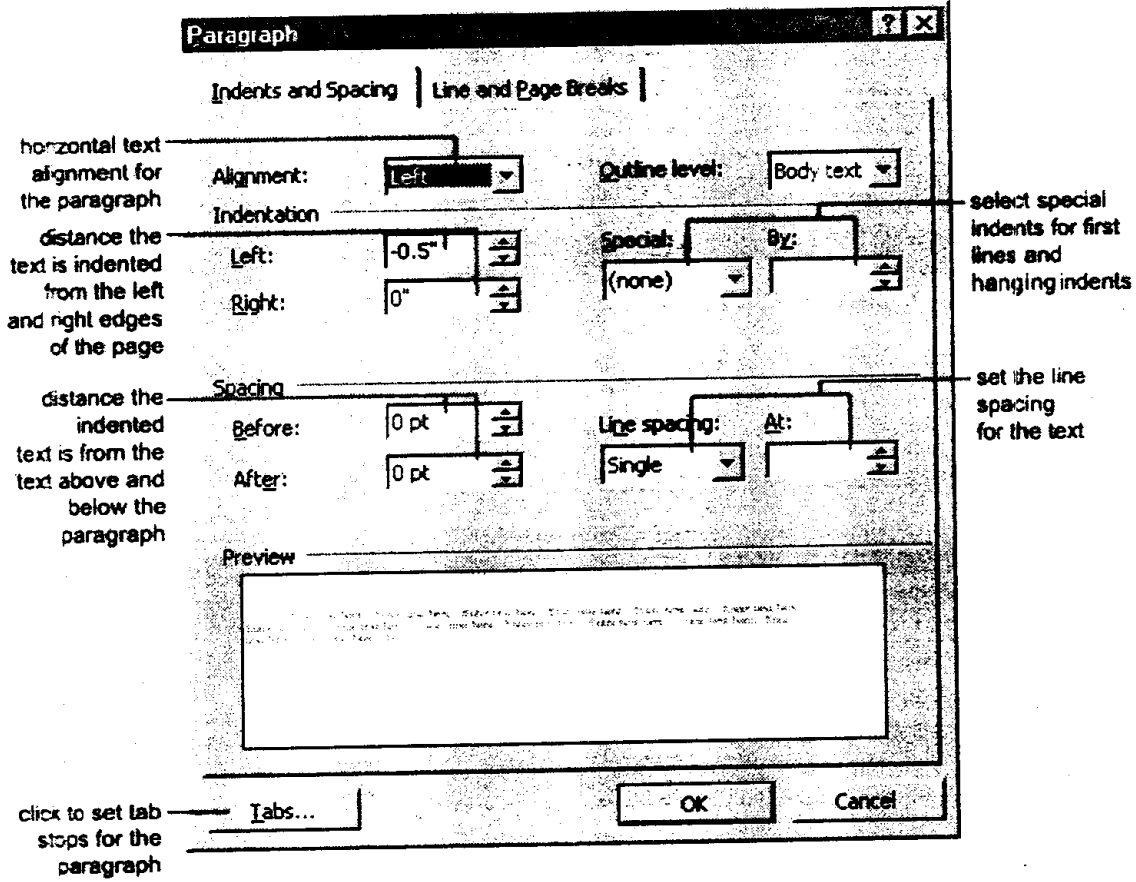 Paragraph
Indents and Spacing
Line and Page Breaks
horizontal text
alignment for
the paragraph
Alignment:
Left
Outline level:
Body text
Indentation
distance the
text is indented
from the left
and right edges
of the page
Left:
-0.5"
Right:
0"
Special:
(none)
By:
select special
indents for first
lines and
hanging indents
Spacing
distance the
indented
text is from the
text above and
below the
paragraph
Before:
0 pt
After:
0 pt
Line spacing:
Single
At:
set the line
spacing
for the text
Preview
click to set tab
stops for the
paragraph
Tabs...
OK
Cancel